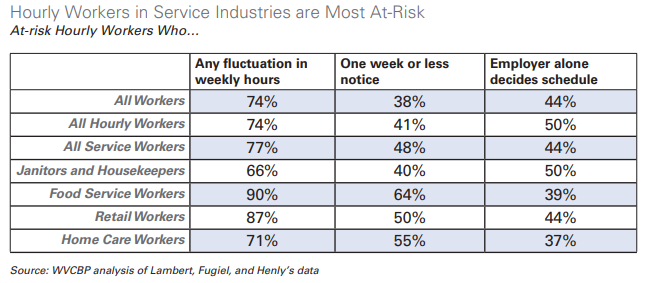 Hourly Workers in Service Industries are Most At-Risk
At-risk Hourly Workers Who...
Any fluctuation in weekly hours | One week or less notice | Employer alone decides schedule
All Workers 74% 38% 44%
All Hourly Workers 74% 41% 50%
All Service Workers 77% 48% 44%
Janitors and Housekeepers 66% 40% 50%
Food Service Workers 90% 64% 39%
Retail Workers 87% 50% 44%
Home Care Workers 71% 55% 37%
Source: WVCBP analysis of Lambert, Fugiel, and Henly's data